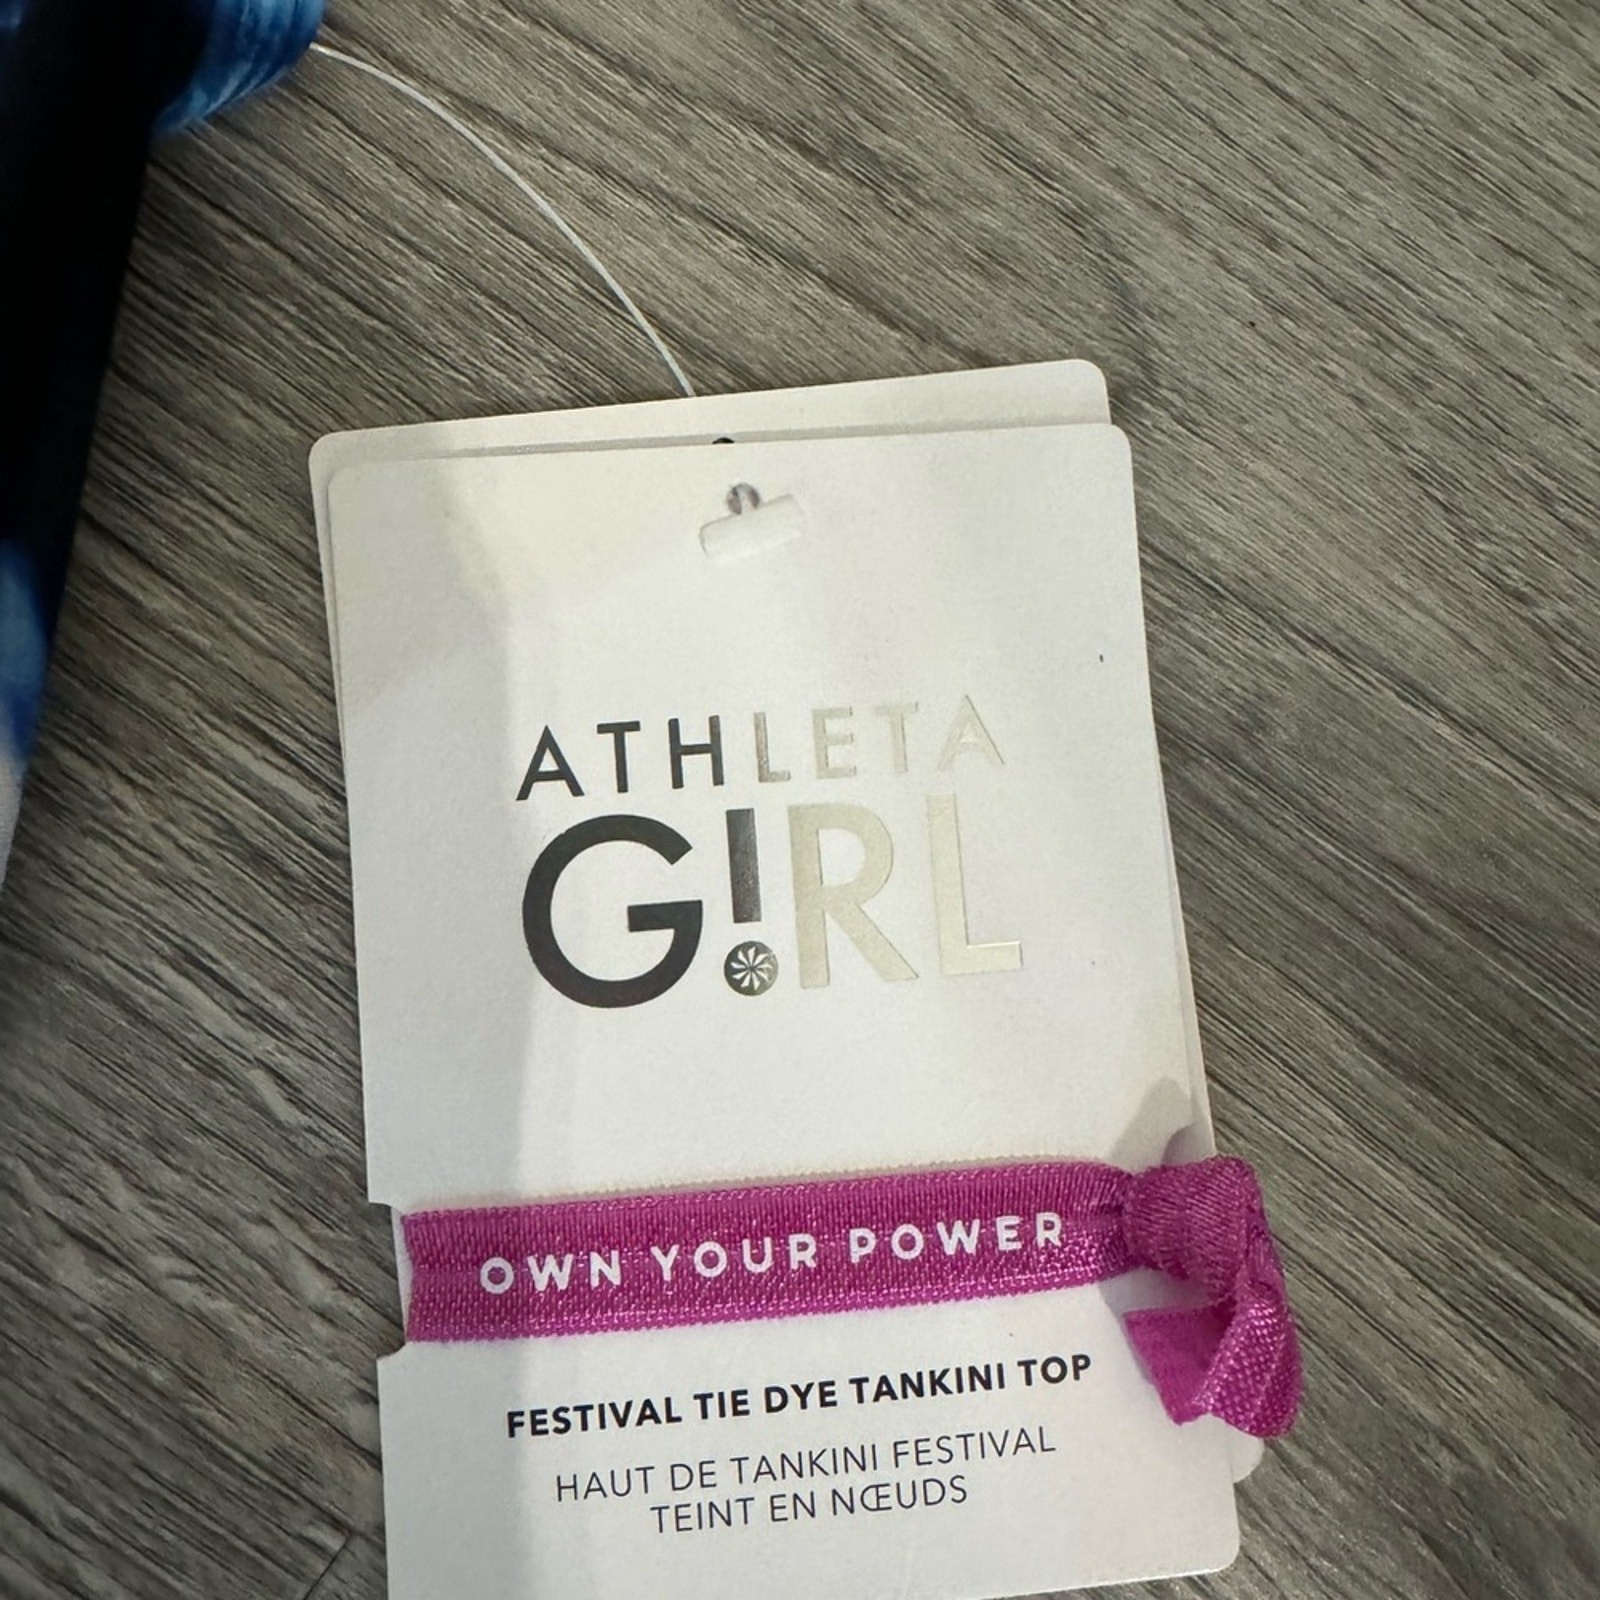 ATHLETA
G!RL
OWN YOUR POWER
FESTIVAL TIE DYE TANKINI TOP
HAUT DE TANKINI FESTIVAL
TEINT EN NŒUDS